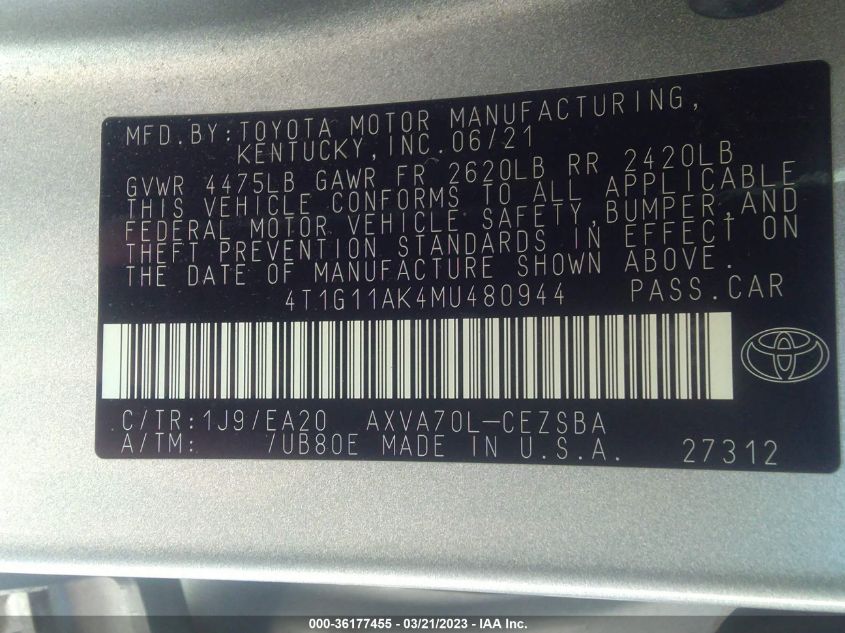 MFD.BY:TOYOTA MOTOR MANUFACTURING,
KENTUCKY,INC.06/21
GVWR 4475LB GAWR FR 2620LB RR 2420LB
THIS VEHICLE CONFORMS TO ALL APPLICABLE
FEDERAL MOTOR VEHICLE SAFETY,BUMPER,AND
THEFT PREVENTION STANDARDS IN EFFECT ON
THE DATE OF MANUFACTURE SHOWN ABOVE.
4T1G11AK4MU480944 PASS.CAR
C/TR:1J9/EA20 AXVA70L-CEZSBA
A/TM: /UB80E MADE IN U.S.A. 27312
000-36177455 - 03/21/2023 - IAA Inc.